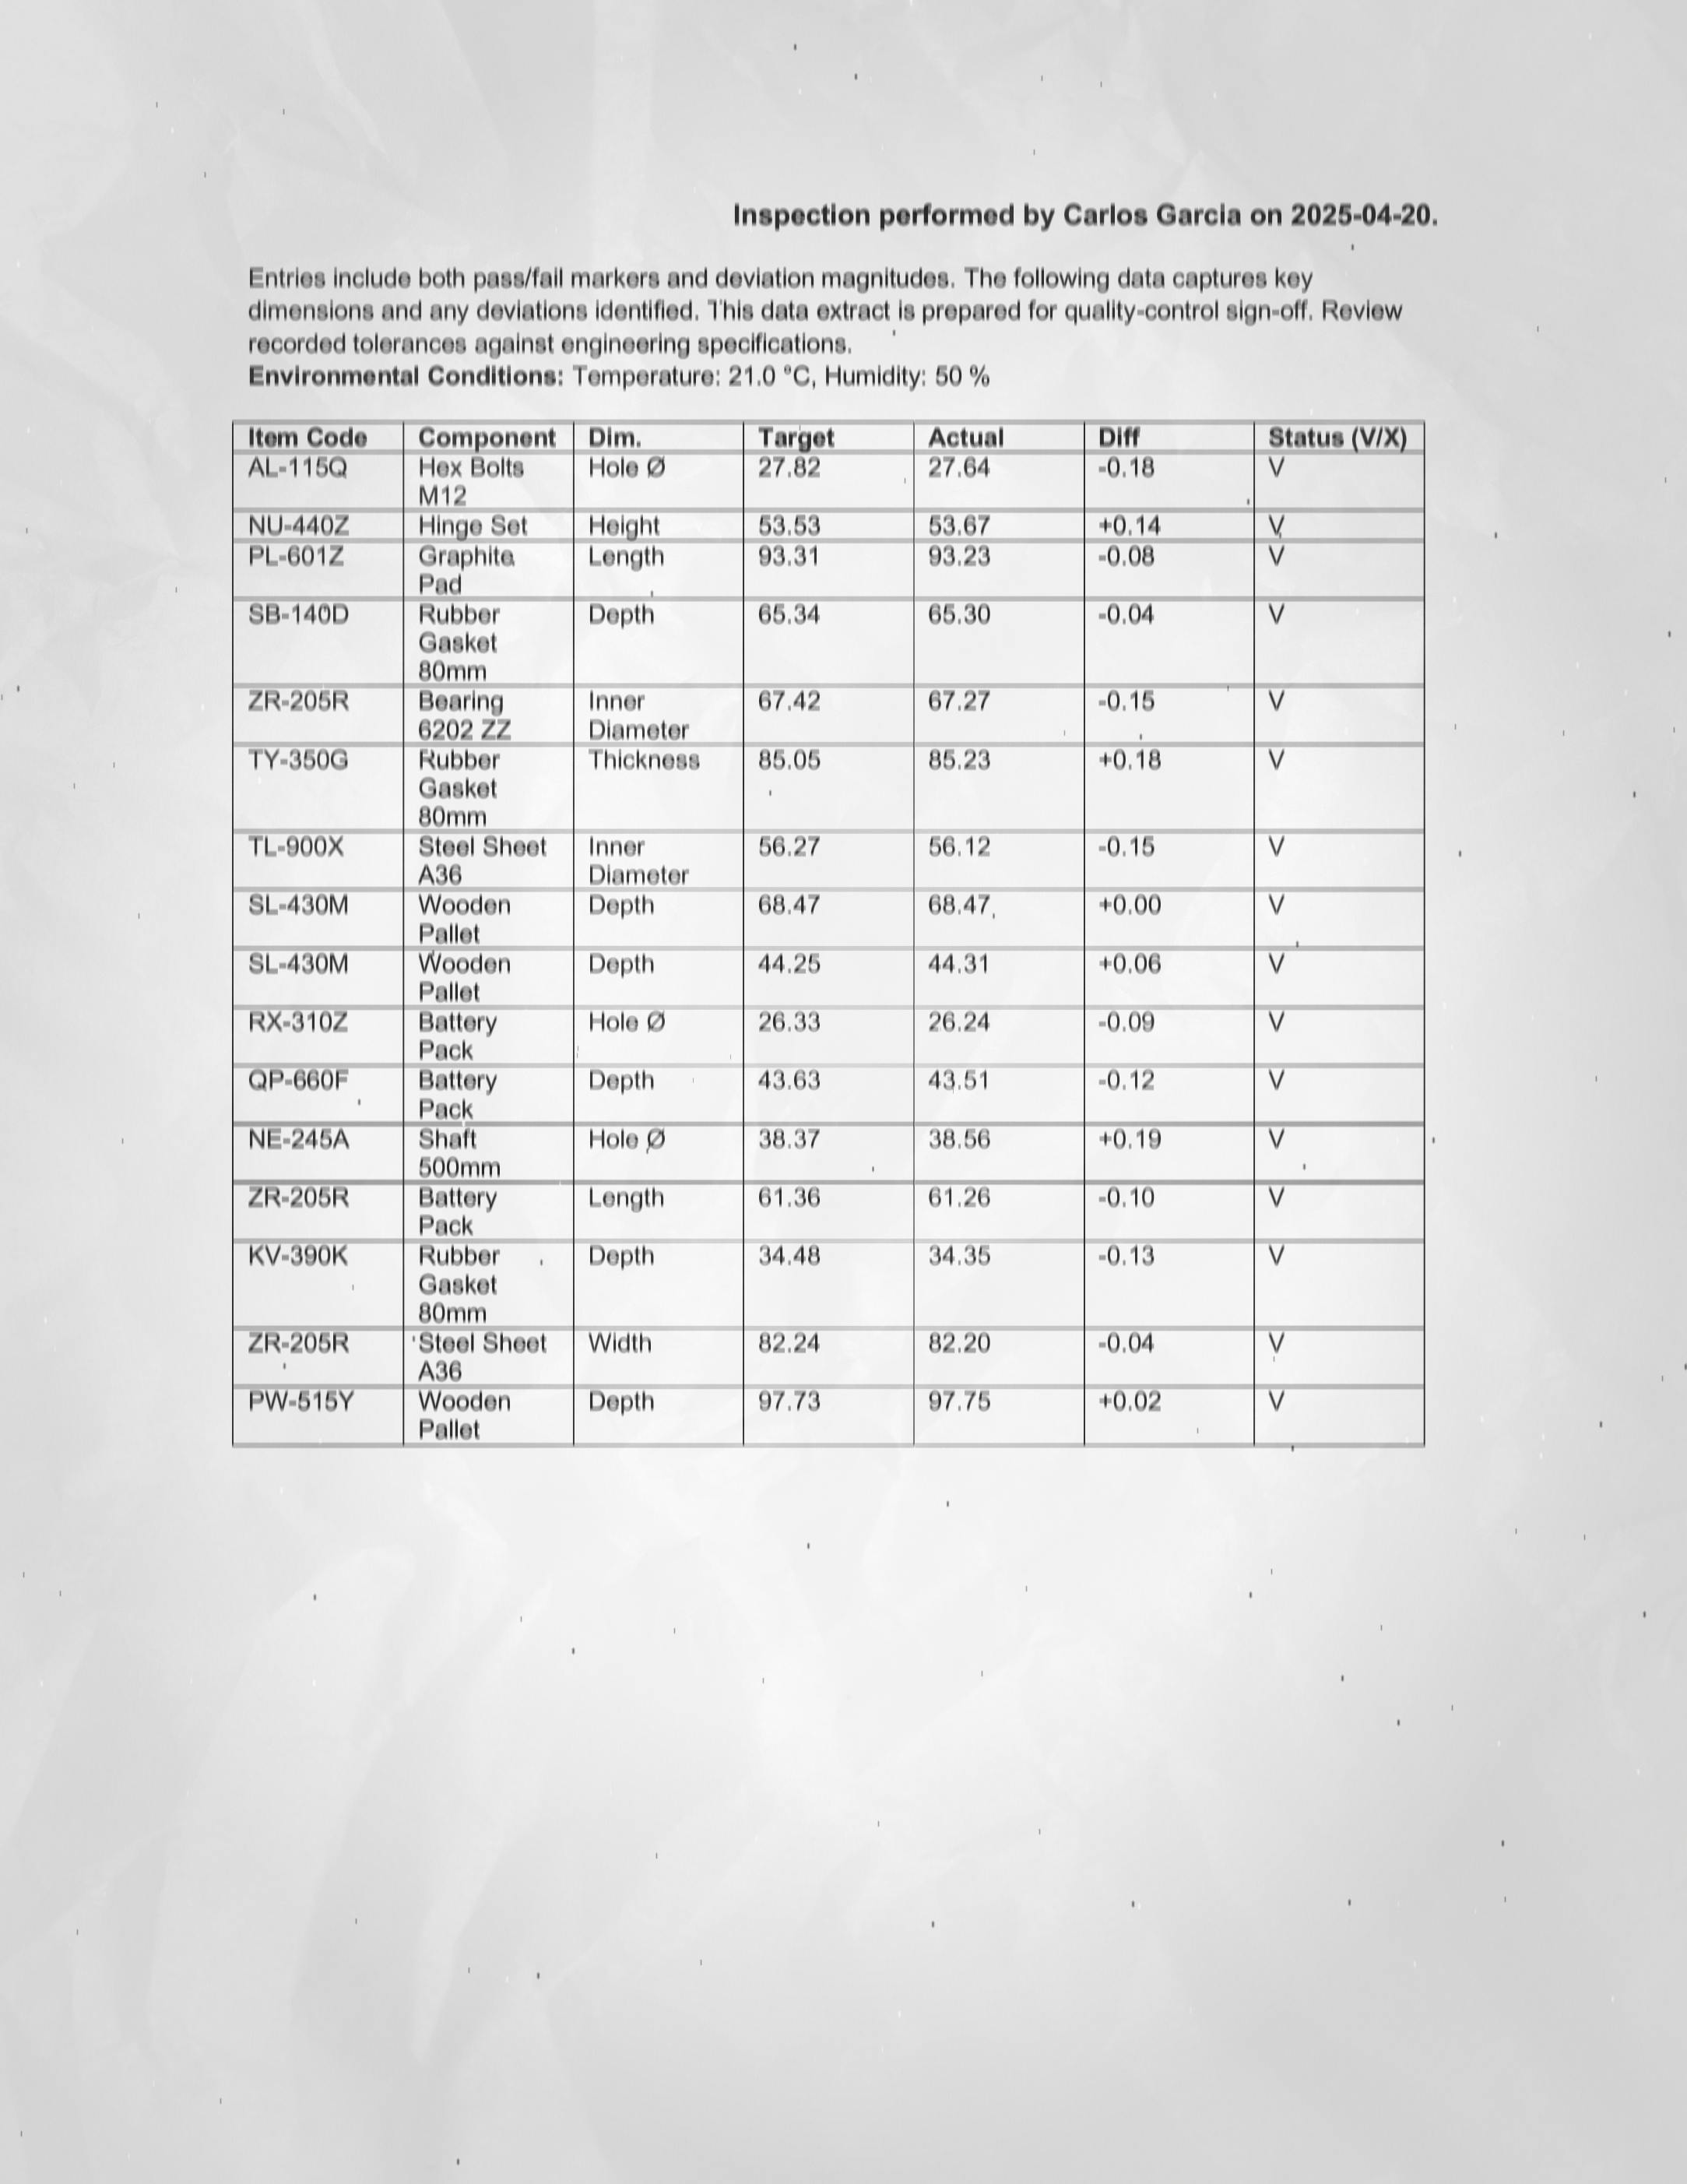 Inspection performed by Carlos Garcia on 2025-04-20.
Entries include both pass/fail markers and deviation magnitudes. The following data captures key
dimensions and any deviations identified. This data extract is prepared for quality-control sign-off. Review
recorded tolerances against engineering specifications.
Environmental Conditions: Temperature: 21.0 °C, Humidity: 50 %
Item Code Component Dim. Target Actual Diff Status (V/X)
AL-115Q Hex Bolts Hole Ø 27.82 27.64 -0.18 V
M12
NU-440Z Hinge Set Height 53.53 53.67 +0.14 V
PL-601Z Graphite Length 93.31 93.23 -0.08 V
Pad
SB-140D Rubber Depth 65.34 65.30 -0.04 V
Gasket
80mm
ZR-205R Bearing Inner 67.42 67.27 -0.15 V
6202 ZZ Diameter
TY-350G Rubber Thickness 85.05 85.23 +0.18 V
Gasket
80mm
TL-900X Steel Sheet Inner 56.27 56.12 -0.15 V
A36 Diameter
SL-430M Wooden Depth 68.47 68.47 +0.00 V
Pallet
SL-430M Wooden Depth 44.25 44.31 +0.06 V
Pallet
RX-310Z Battery Hole Ø 26.33 26.24 -0.09 V
Pack
QP-660F Battery Depth 43.63 43.51 -0.12 V
Pack
NE-245A Shaft Hole Ø 38.37 38.56 +0.19 V
500mm
ZR-205R Battery Length 61.36 61.26 -0.10 V
Pack
KV-390K Rubber Depth 34.48 34.35 -0.13 V
Gasket
80mm
ZR-205R Steel Sheet Width 82.24 82.20 -0.04 V
A36
PW-515Y Wooden Depth 97.73 97.75 +0.02 V
Pallet